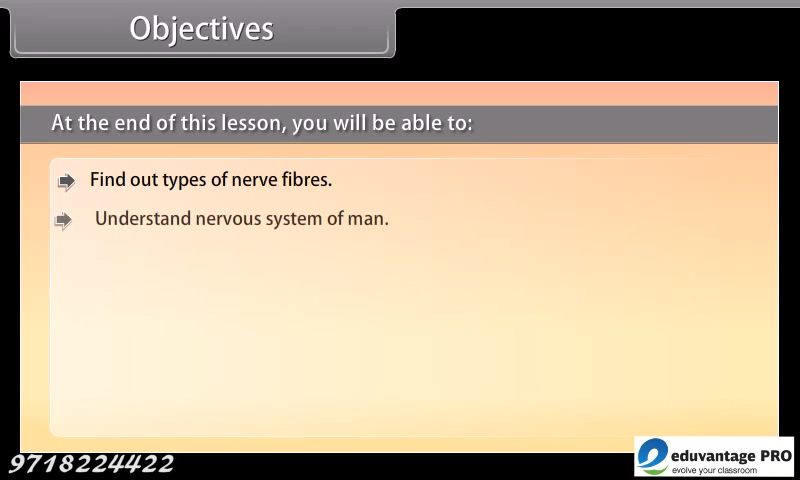 Objectives
At the end of this lesson, you will be able to:
Find out types of nerve fibres.
Understand nervous system of man.
9718224422
eduvantage PRO
evolve your classroom